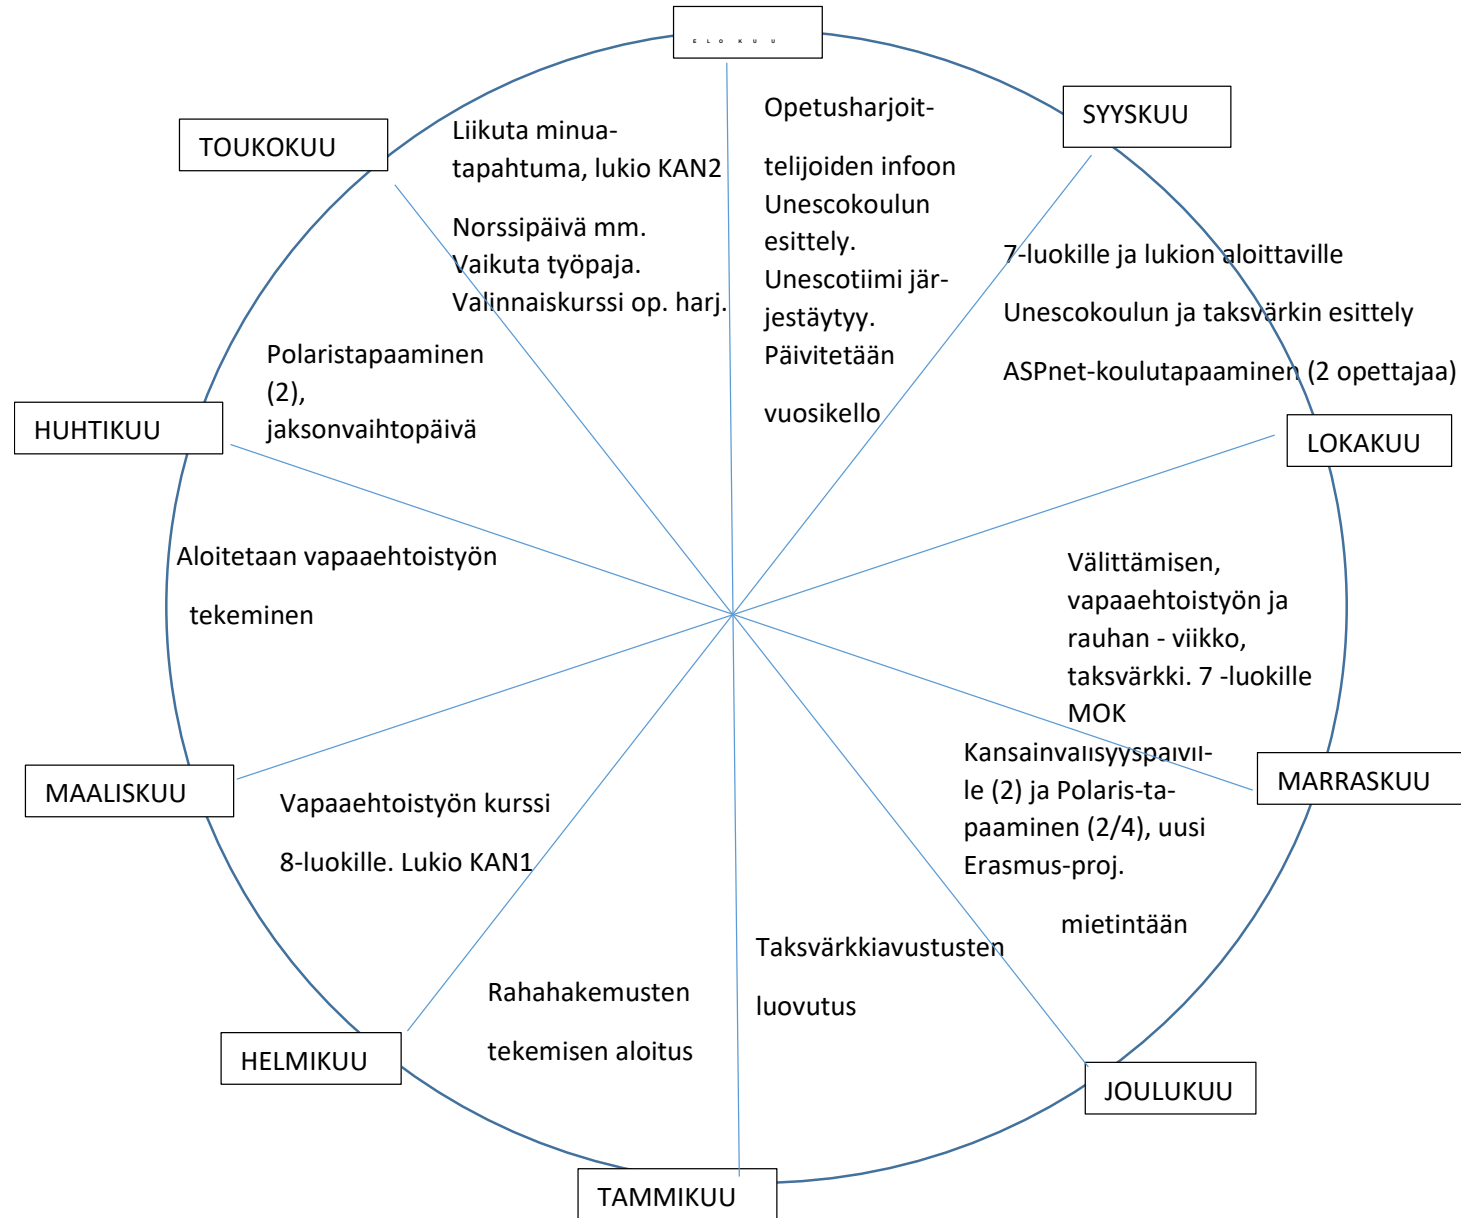 E L O K U U
Opetusharjoit-
telijoiden infoon
Unescokoulun
esittely.
Unescotiimi jär-
jestäytyy.
Päivitetään
vuosikello
SYYSKUU
7-luokille ja lukion aloittaville
Unescokoulun ja taksvärkin esittely
ASPnet-koulutapaaminen (2 opettajaa)
LOKAKUU
Välittämisen,
vapaaehtoistyön ja
rauhan - viikko,
taksvärkki. 7 -luokille
MOK
MARRASKUU
Kansainvälisyyspäivil-
le (2) ja Polaris-ta-
paaminen (2/4), uusi
Erasmus-proj.
mietintään
JOULUKUU
Taksvärkkiavustusten
luovutus
TAMMIKUU
Rahahakemusten
tekemisen aloitus
HELMIKUU
Vapaaehtoistyön kurssi
8-luokille. Lukio KAN1
MAALISKUU
Aloitetaan vapaaehtoistyön
tekeminen
HUHTIKUU
Polaristapaaminen
(2),
jaksonvaihtopäivä
TOUKOKUU
Liikuta minua-
tapahtuma, lukio KAN2
Norssipäivä mm.
Vaikuta työpaja.
Valinnaiskurssi op. harj.